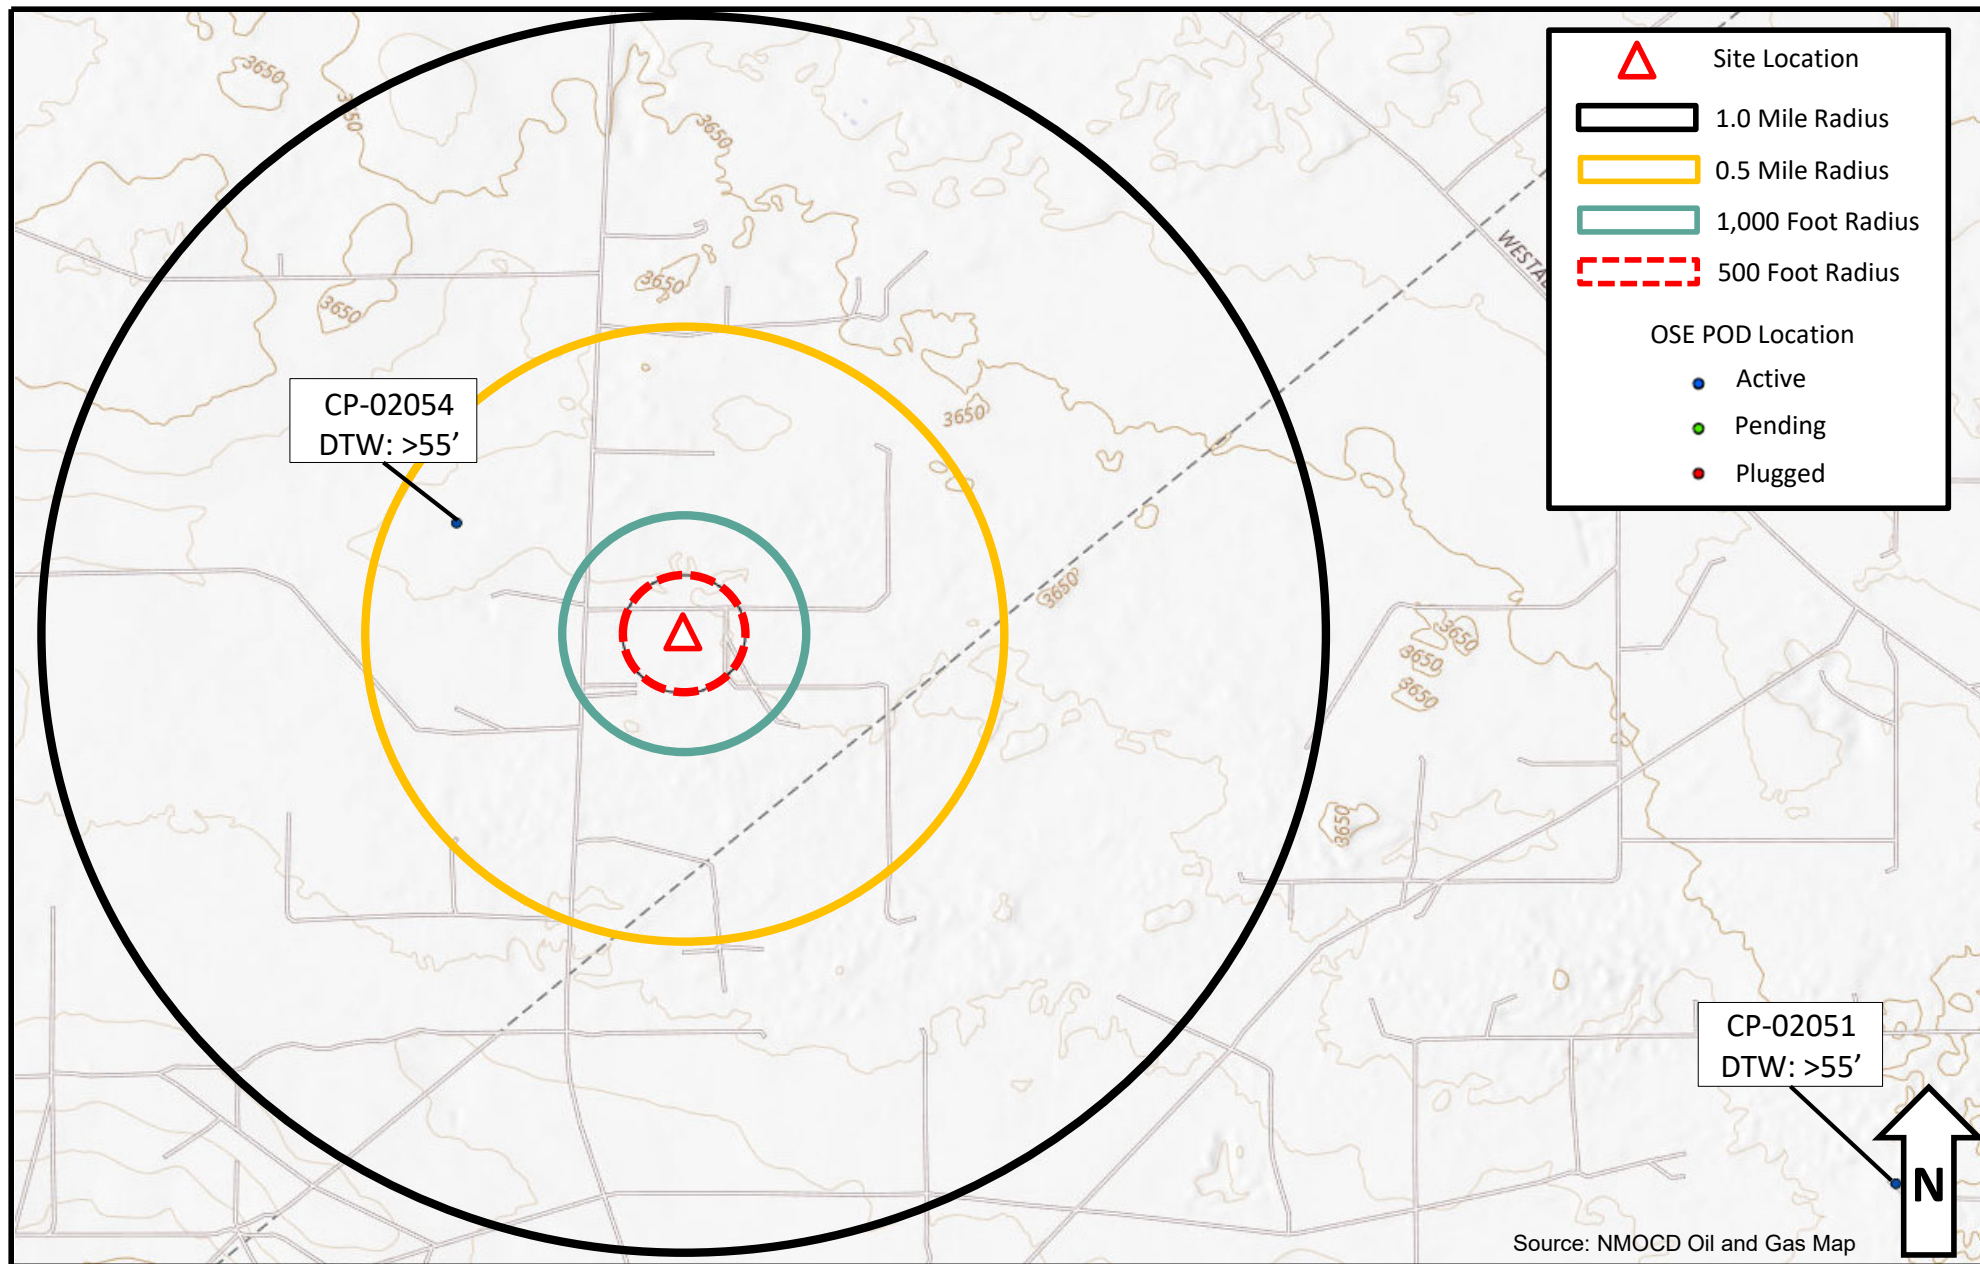 3650
3650
3650
3650
3650
3650
3650
3650
3650
3650
3650
CP-02054
DTW: >55’
Site Location
1.0 Mile Radius
0.5 Mile Radius
1,000 Foot Radius
500 Foot Radius
OSE POD Location
Active
Pending
Plugged
CP-02051
DTW: >55’
N
Source: NMOCD Oil and Gas Map